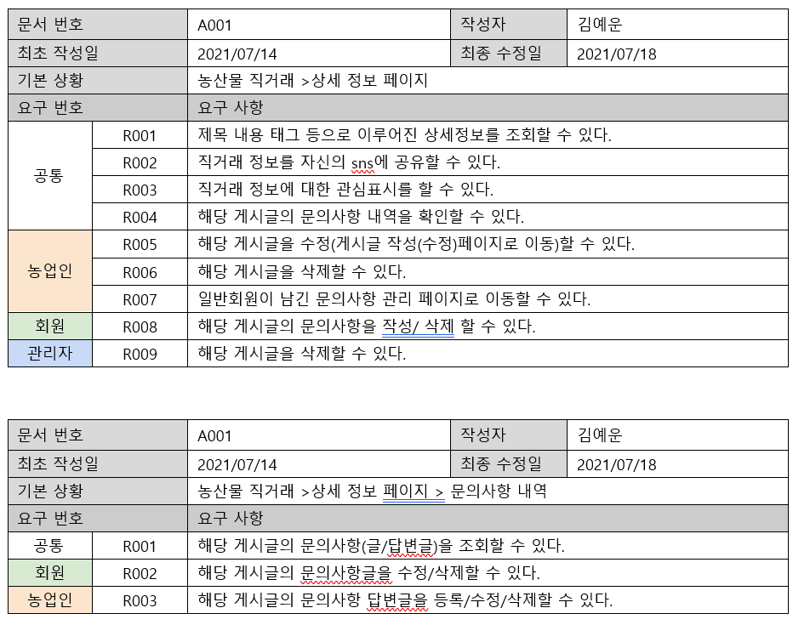 문서 번호 A001 작성자 김예운
최초 작성일 2021/07/14 최종 수정일 2021/07/18
기본 상황 농산물 직거래 >상세 정보 페이지
요구 번호 요구 사항
공통 R001 제목 내용 태그 등으로 이루어진 상세정보를 조회할 수 있다.
R002 직거래 정보를 자신의 sns에 공유할 수 있다.
R003 직거래 정보에 대한 관심표시를 할 수 있다.
R004 해당 게시글의 문의사항 내역을 확인할 수 있다.
농업인 R005 해당 게시글을 수정(게시글 작성(수정)페이지로 이동)할 수 있다.
R006 해당 게시글을 삭제할 수 있다.
R007 일반회원이 남긴 문의사항 관리 페이지로 이동할 수 있다.
회원 R008 해당 게시글의 문의사항을 작성/ 삭제 할 수 있다.
관리자 R009 해당 게시글을 삭제할 수 있다.
문서 번호 A001 작성자 김예운
최초 작성일 2021/07/14 최종 수정일 2021/07/18
기본 상황 농산물 직거래 >상세 정보 페이지 > 문의사항 내역
요구 번호 요구 사항
공통 R001 해당 게시글의 문의사항(글/답변글)을 조회할 수 있다.
회원 R002 해당 게시글의 문의사항글을 수정/삭제할 수 있다.
농업인 R003 해당 게시글의 문의사항 답변글을 등록/수정/삭제할 수 있다.